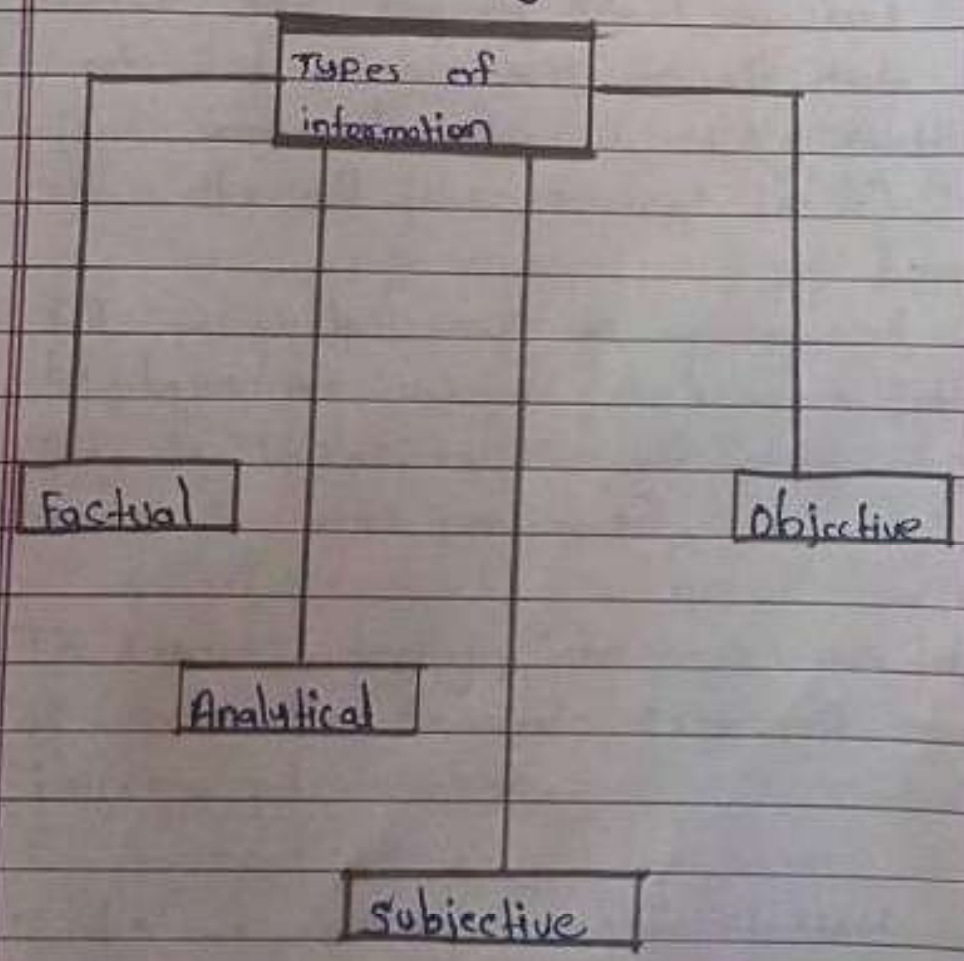 Types of
information
Factual
Objective
Analytical
Subjective